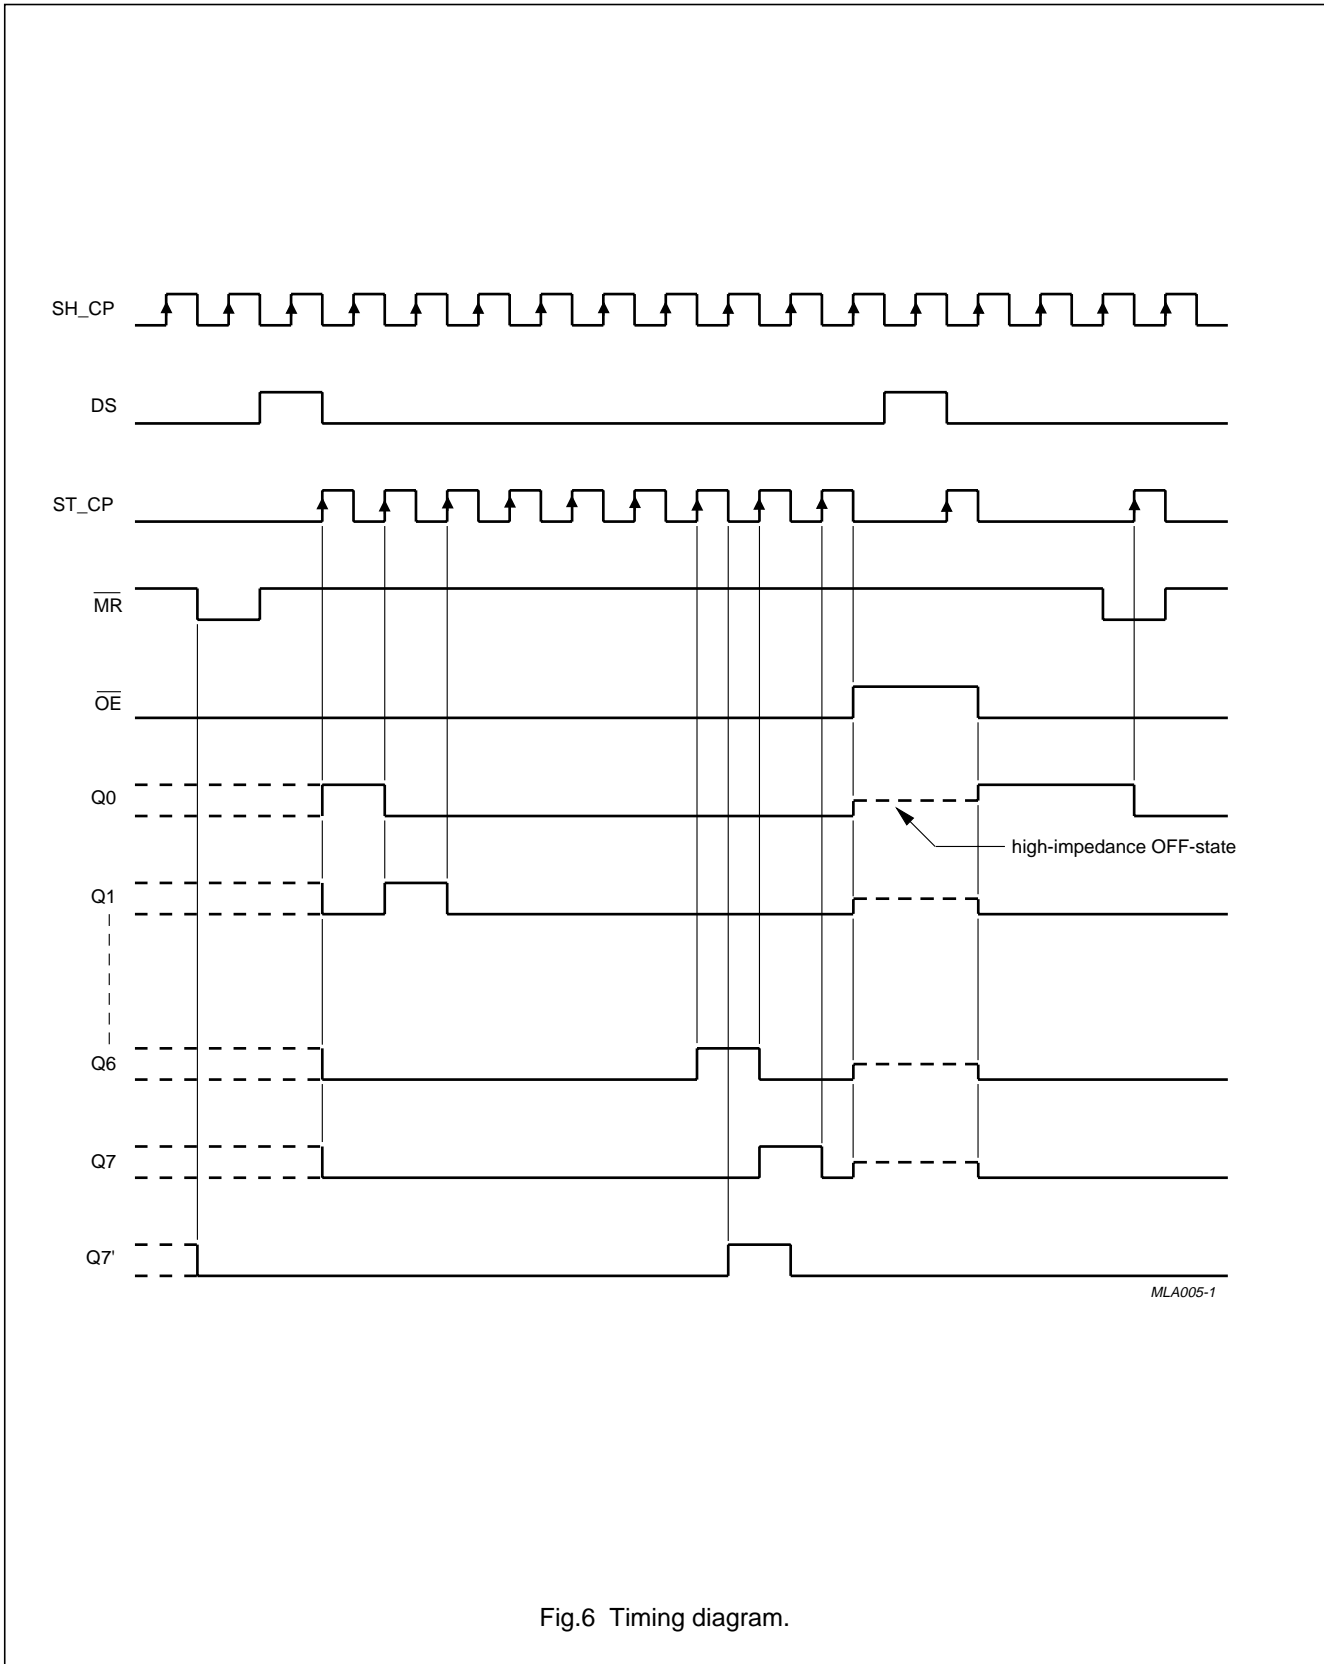 SH_CP
DS
ST_CP
MR
OE
Q0
high-impedance OFF-state
Q1
Q6
Q7
Q7'
MLA005-1
Fig.6 Timing diagram.